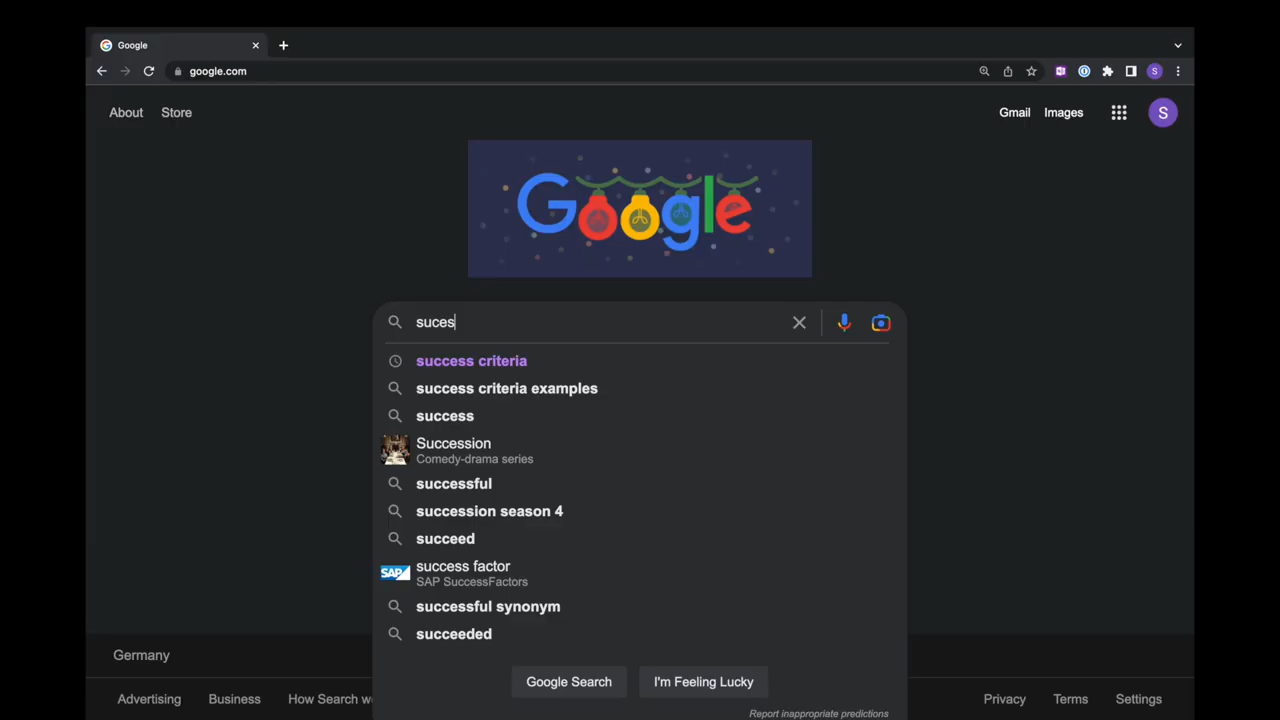 Google
google.com
About Store
Gmail Images
S
S
Google
suces
success criteria
success criteria examples
success
Succession
Comedy-drama series
successful
succession season 4
succeed
SAP
success factor
SAP SuccessFactors
successful synonym
succeeded
Germany
Google Search I'm Feeling Lucky
Advertising Business How Search w
Privacy Terms Settings
Report inappropriate predictions